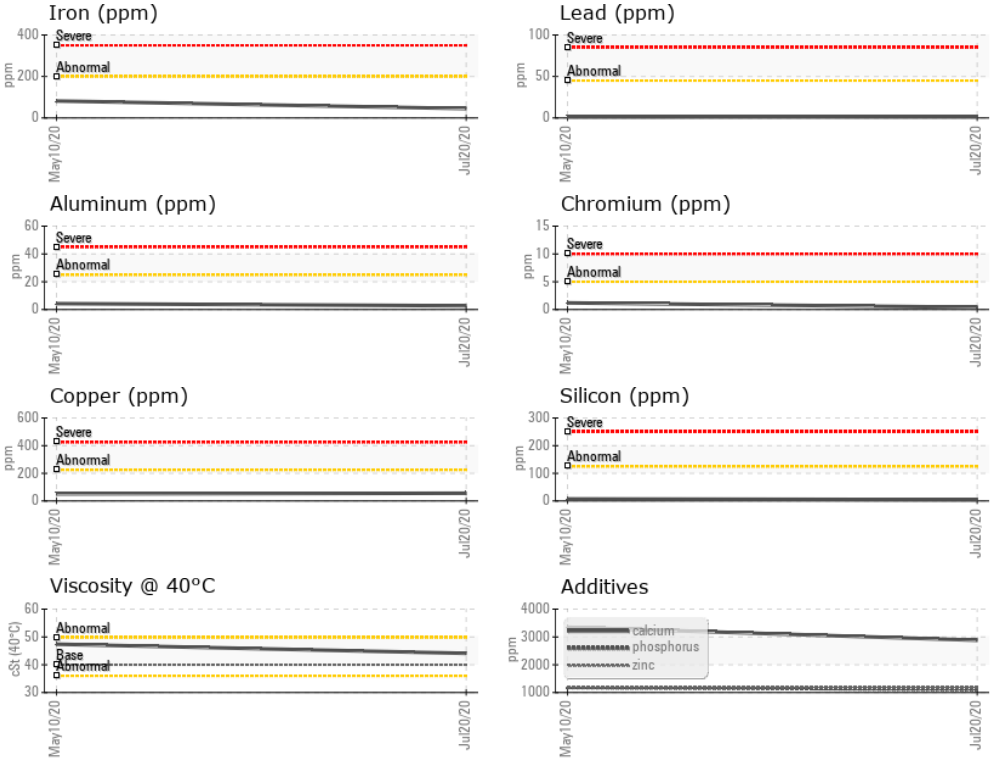 Iron (ppm)
400
Severe
Abnormal
200
0
ppm
May10/20
Jul20/20
Lead (ppm)
100
Severe
Abnormal
50
0
ppm
May10/20
Jul20/20
Aluminum (ppm)
60
Severe
40
Abnormal
20
0
ppm
May10/20
Jul20/20
Chromium (ppm)
15
Severe
10
Abnormal
5
0
ppm
May10/20
Jul20/20
Copper (ppm)
600
Severe
400
Abnormal
200
0
ppm
May10/20
Jul20/20
Silicon (ppm)
300
Severe
200
Abnormal
100
0
ppm
May10/20
Jul20/20
Viscosity @ 40°C
60
Abnormal
50
Base
40
Abnormal
30
cSt (40°C)
May10/20
Jul20/20
Additives
4000
calcium
3000
phosphorus
2000
zinc
1000
ppm
May10/20
Jul20/20